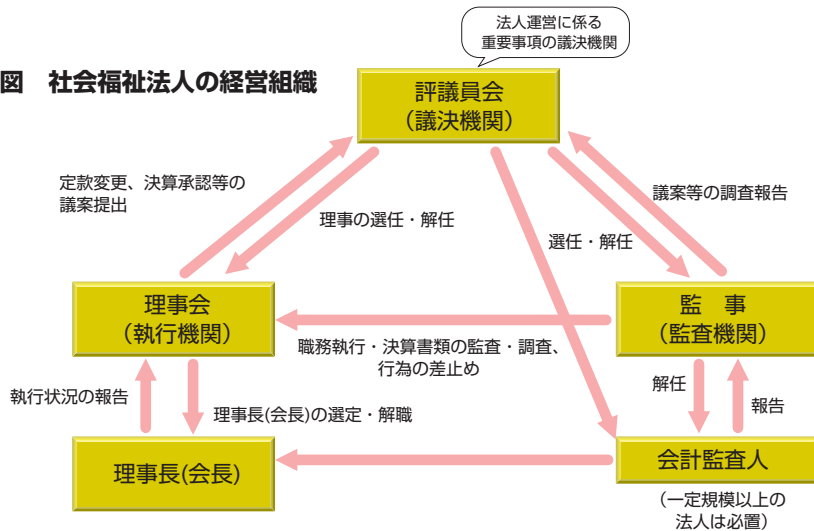 法人運営に係る
重要事項の議決機関
図　社会福祉法人の経営組織
評議員会
（議決機関）
定款変更、決算承認等の
議案提出
理事の選任・解任
選任・解任
議案等の調査報告
理事会
（執行機関）
監　事
（監査機関）
職務執行・決算書類の監査・調査、
行為の差止め
執行状況の報告
理事長(会長)の選定・解職
解任
報告
理事長(会長)
会計監査人
（一定規模以上の
法人は必置）